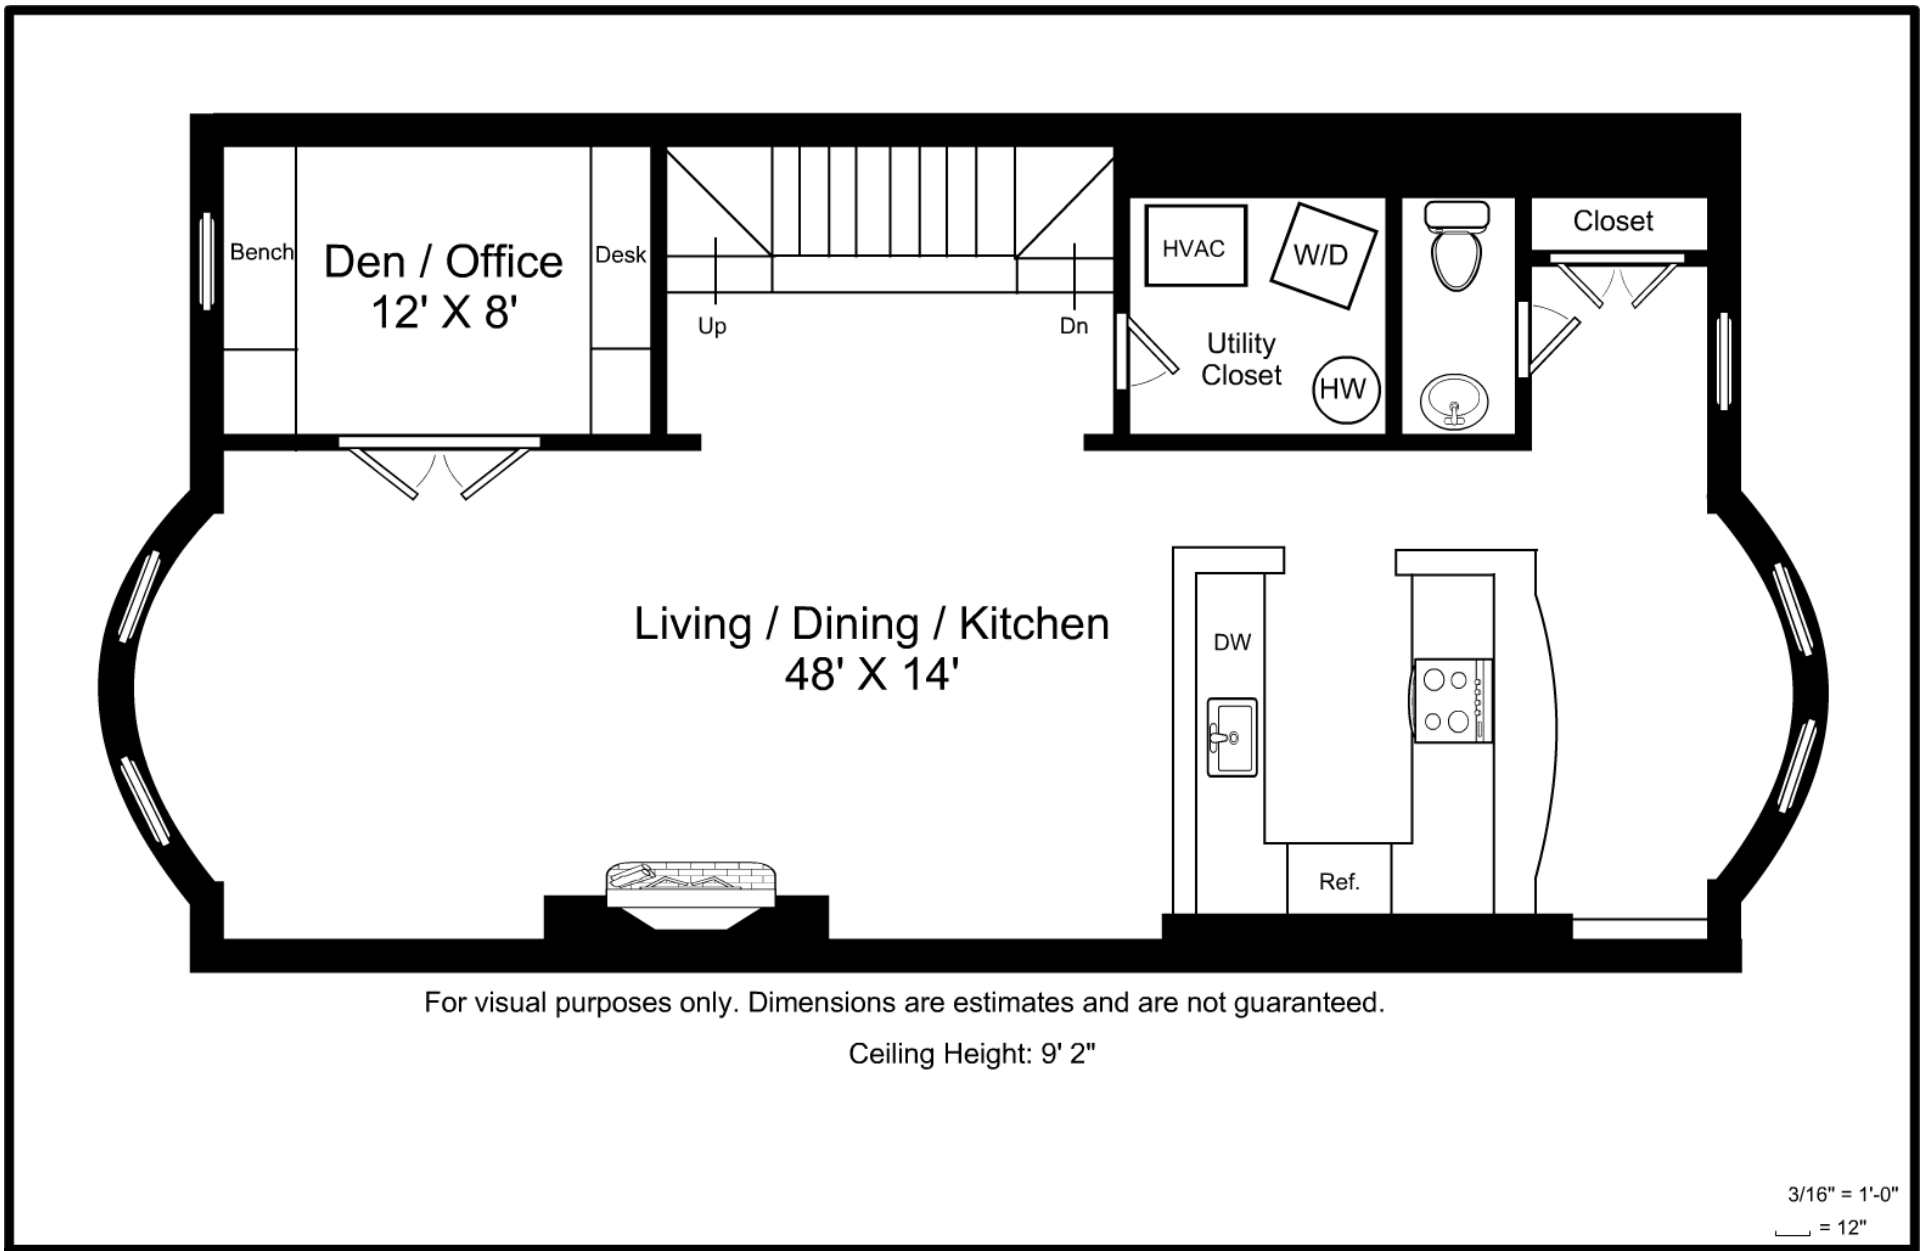 Closet
Bench
Den / Office
12' X 8'
Desk
HVAC
W/D
Up
Dn
Utility
Closet
HW
Living / Dining / Kitchen
48' X 14'
DW
Ref.
For visual purposes only. Dimensions are estimates and are not guaranteed.
Ceiling Height: 9' 2"
3/16" = 1'-0"
= 12"